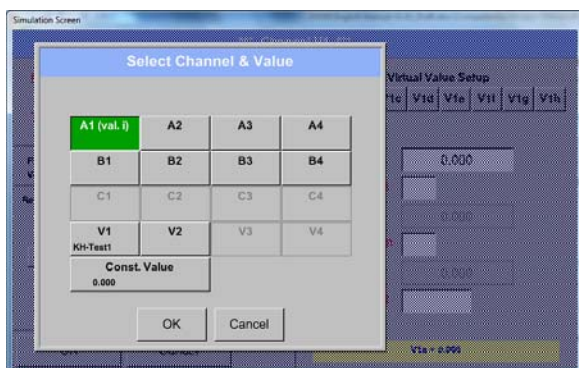 Simulation Screen
Select Channel & Value
Virtual Value Setup
V1c V1d V1e V1f V1g V1h
A1 (val. i) A2 A3 A4
B1 B2 B3 B4
0.000
C1 C2 C3 C4
0.000
V1 V2 V3 V4
KH-Test1
Const. Value
0.000
0.000
OK Cancel
V1a = 0.000